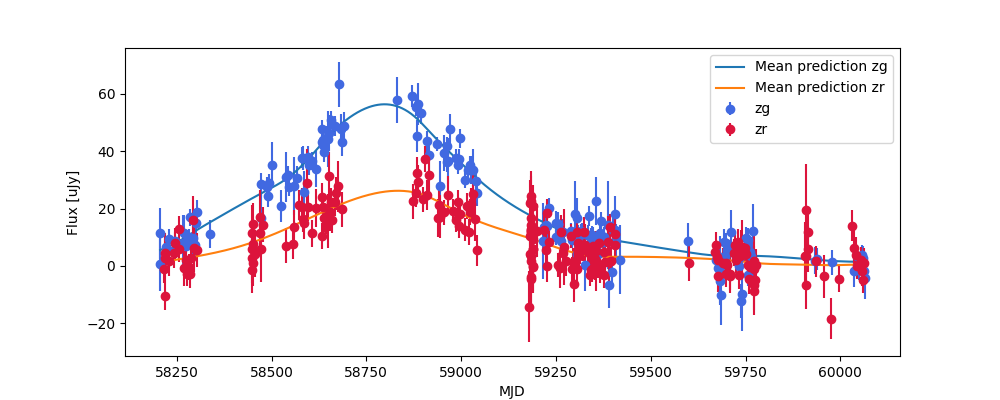 Mean prediction zg
Mean prediction zr
zg
zr
Flux [uJy]
60
40
20
0
−20
58250 58500 58750 59000 59250 59500 59750 60000
MJD